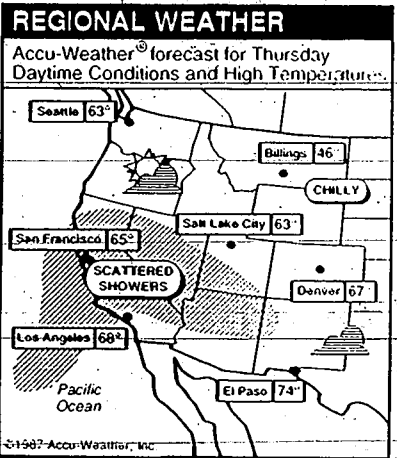 REGIONAL WEATHER
Accu-Weather® forecast for Thursday
Daytime Conditions and High Temperatures
Seattle 63°
Billings 46°
CHILLY
Salt Lake City 63°
San Francisco 65°
SCATTERED
SHOWERS
Denver 67°
Los Angeles 68°
El Paso 74°
Pacific
Ocean
©1987 Accu-Weather, Inc.